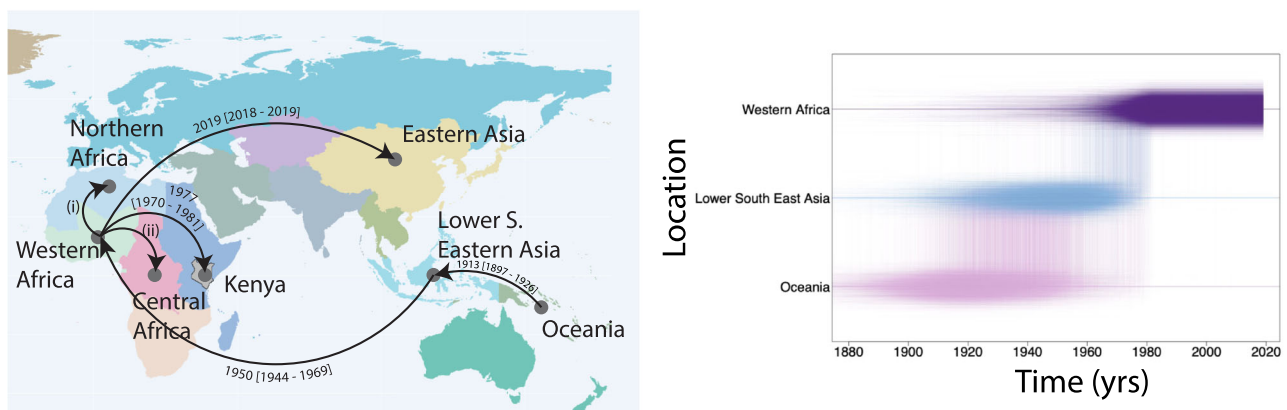 Northern
Africa
2019 [2018 - 2019]
Eastern Asia
(i)
1977
[1970 - 1981]
(ii)
Western
Africa
Lower S.
Eastern Asia
1913 [1897 - 1926]
Kenya
Central
Africa
Oceania
1950 [1944 - 1969]
Location
Western Africa
Lower South East Asia
Oceania
1880 1900 1920 1940 1960 1980 2000 2020
Time (yrs)